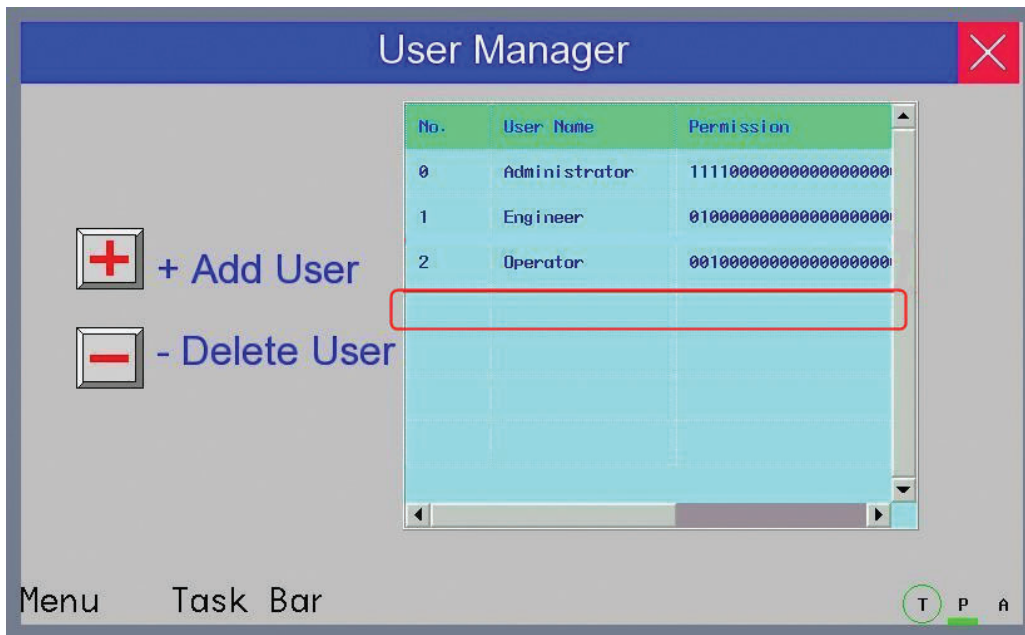 User Manager
No. User Name Permission
0 Administrator 11110000000000000000
1 Engineer 01000000000000000000
2 Operator 00100000000000000000
+ Add User
- Delete User
Menu Task Bar
T P A